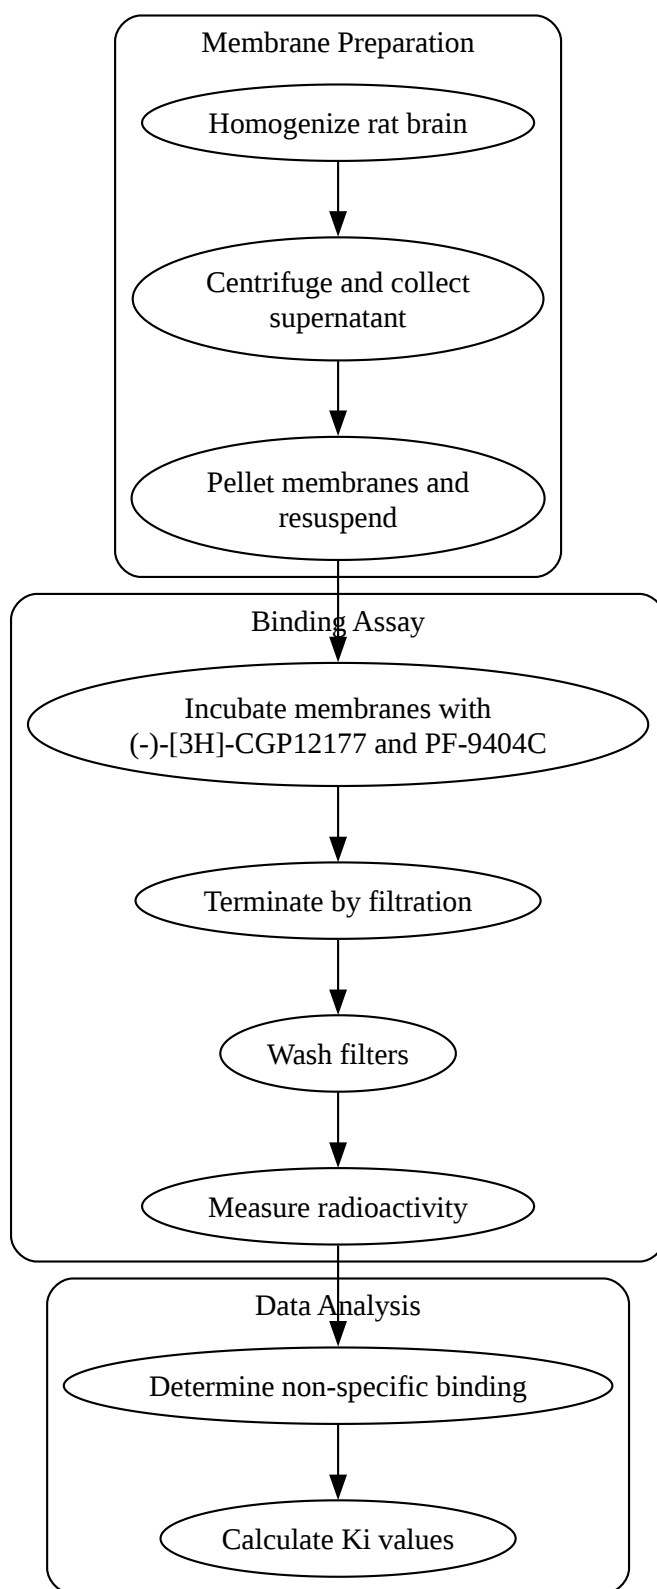 Membrane Preparation
Homogenize rat brain
Centrifuge and collect
supernatant
Pellet membranes and
resuspend
Binding Assay
Incubate membranes with
(-)-[3H]-CGP12177 and PF-9404C
Terminate by filtration
Wash filters
Measure radioactivity
Data Analysis
Determine non-specific binding
Calculate Ki values